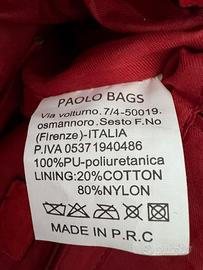 PAOLO BAGS
Via volturno.7/4-50019.
osmannoro.Sesto F.No
(Firenze)-ITALIA
P.IVA 05371940486
100%PU-poliuretanica
LINING:20%COTTON
80%NYLON
MADE IN P.R.C
subito